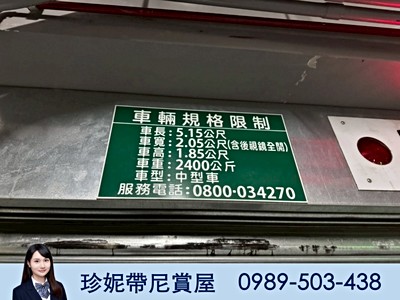 車輛規格限制
車長：5.15公尺
車寬：2.05公尺(含後視鏡全開)
車高：1.85公尺
車重：2400公斤
車型：中型車
服務電話：0800-034270
珍妮帶尼賞屋 0989-503-438